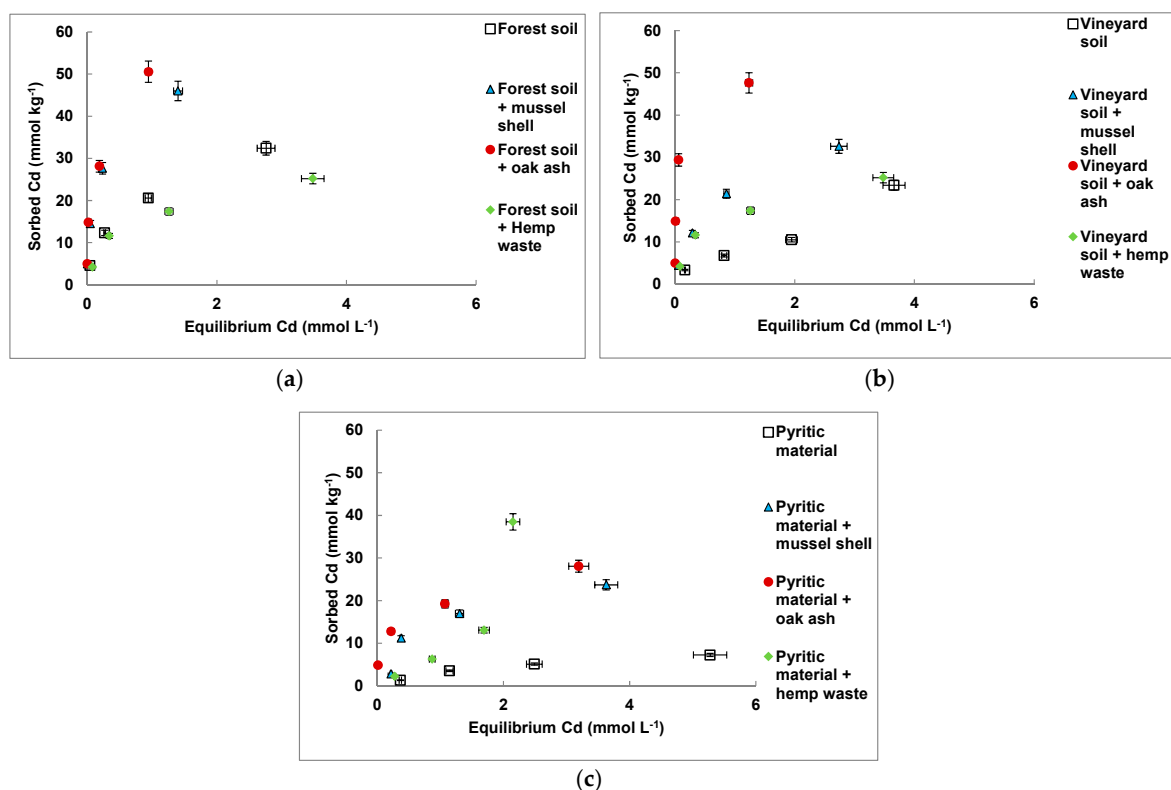 60
50
40
30
20
10
0
Sorbed Cd (mmol kg-1)
0
2
4
6
Equilibrium Cd (mmol L-1)
Forest soil
Forest soil
+ mussel
shell
Forest soil
+ oak ash
Forest soil
+ Hemp
waste
(a)
60
50
40
30
20
10
0
Sorbed Cd (mmol kg-1)
0
2
4
6
Equilibrium Cd (mmol L-1)
Vineyard
soil
Vineyard
soil +
mussel
shell
Vineyard
soil + oak
ash
Vineyard
soil + hemp
waste
(b)
60
50
40
30
20
10
0
Sorbed Cd (mmol kg-1)
0
2
4
6
Equilibrium Cd (mmol L-1)
Pyritic
material
Pyritic
material +
mussel shell
Pyritic
material +
oak ash
Pyritic
material +
hemp waste
(c)